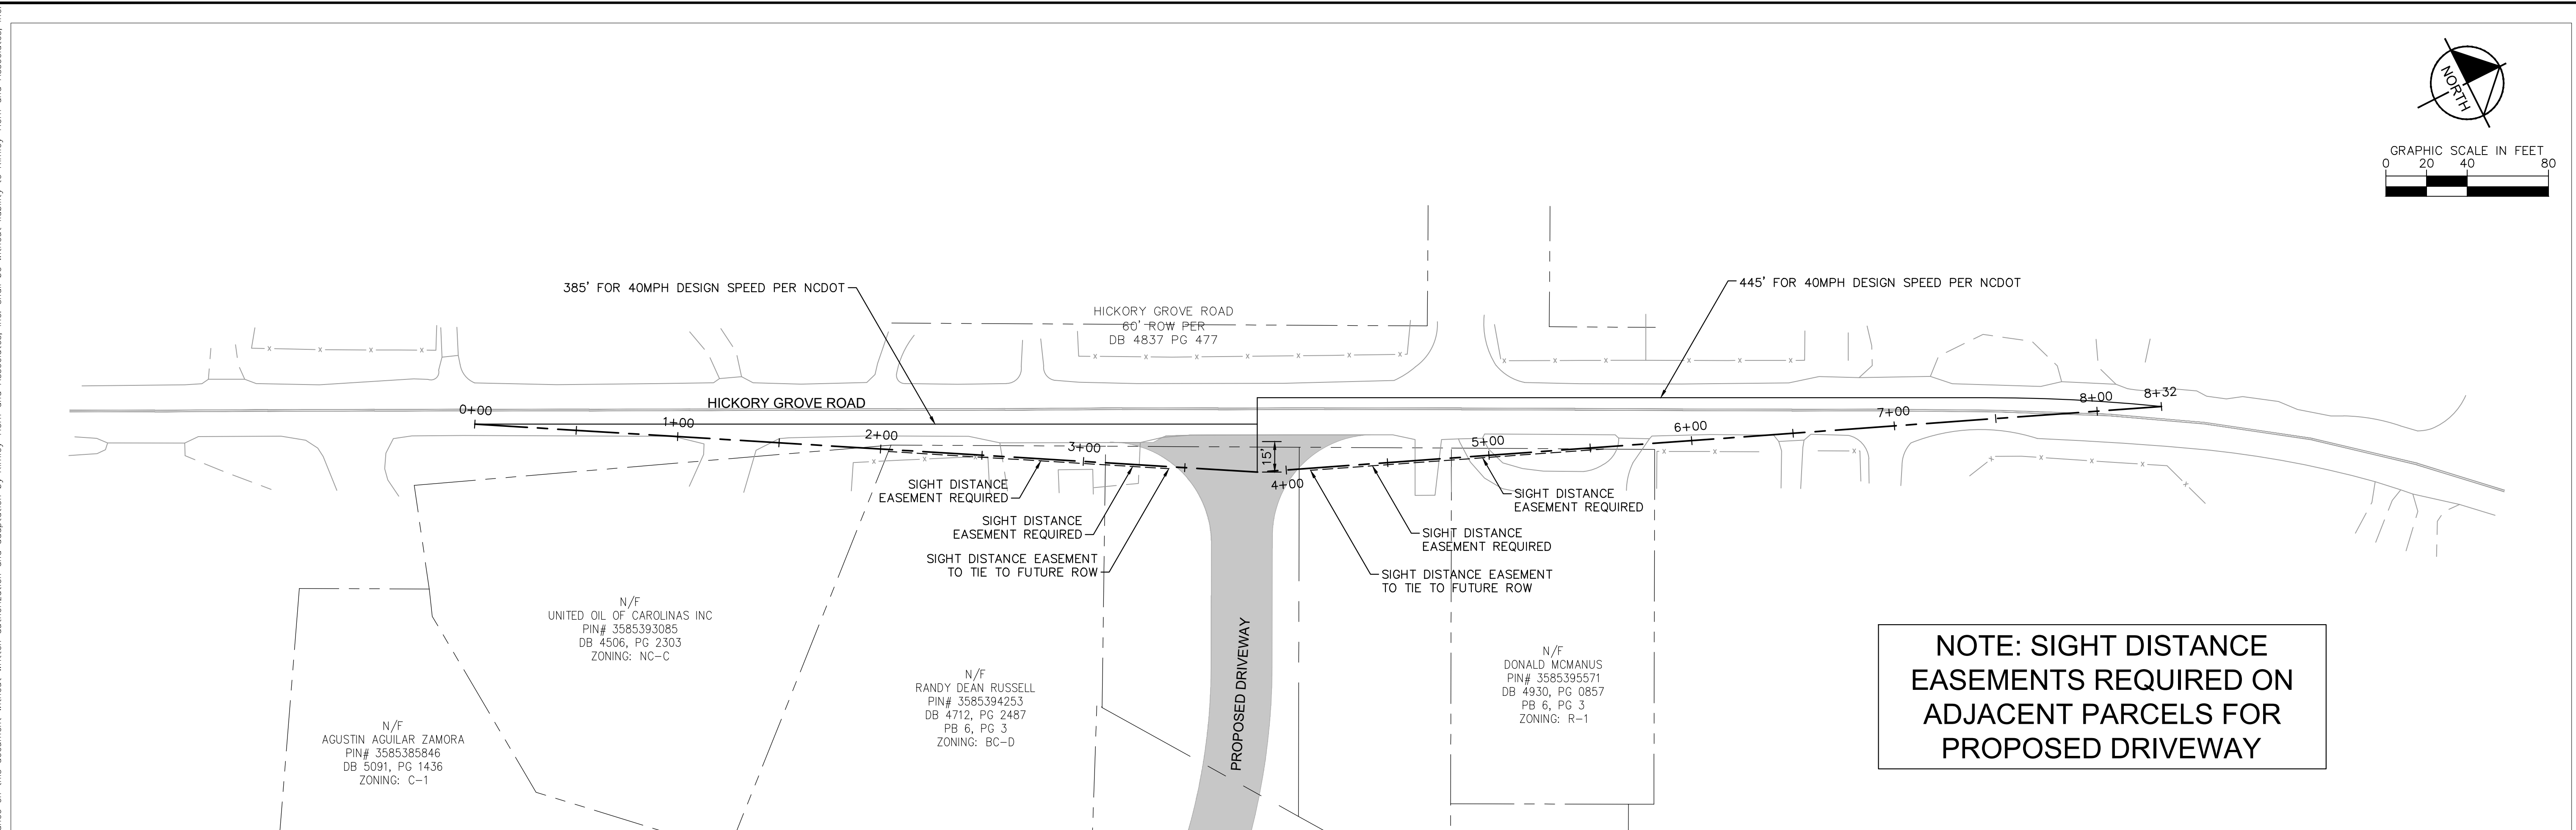 NORTH
GRAPHIC SCALE IN FEET
0 20 40 80
385' FOR 40MPH DESIGN SPEED PER NCDOT
445' FOR 40MPH DESIGN SPEED PER NCDOT
HICKORY GROVE ROAD
60' ROW PER
DB 4837 PG 477
HICKORY GROVE ROAD
0+00
1+00
2+00
3+00
4+00
5+00
6+00
7+00
8+00
8+32
15'
SIGHT DISTANCE
EASEMENT REQUIRED
SIGHT DISTANCE
EASEMENT REQUIRED
SIGHT DISTANCE EASEMENT
TO TIE TO FUTURE ROW
SIGHT DISTANCE
EASEMENT REQUIRED
SIGHT DISTANCE
EASEMENT REQUIRED
SIGHT DISTANCE EASEMENT
TO TIE TO FUTURE ROW
N/F
UNITED OIL OF CAROLINAS INC
PIN# 3585393085
DB 4506, PG 2303
ZONING: NC-C
N/F
AGUSTIN AGUILAR ZAMORA
PIN# 3585385846
DB 5091, PG 1436
ZONING: C-1
N/F
RANDY DEAN RUSSELL
PIN# 3585394253
DB 4712, PG 2487
PB 6, PG 3
ZONING: BC-D
PROPOSED DRIVEWAY
N/F
DONALD MCMANUS
PIN# 3585395571
DB 4930, PG 0857
PB 6, PG 3
ZONING: R-1
NOTE: SIGHT DISTANCE
EASEMENTS REQUIRED ON
ADJACENT PARCELS FOR
PROPOSED DRIVEWAY